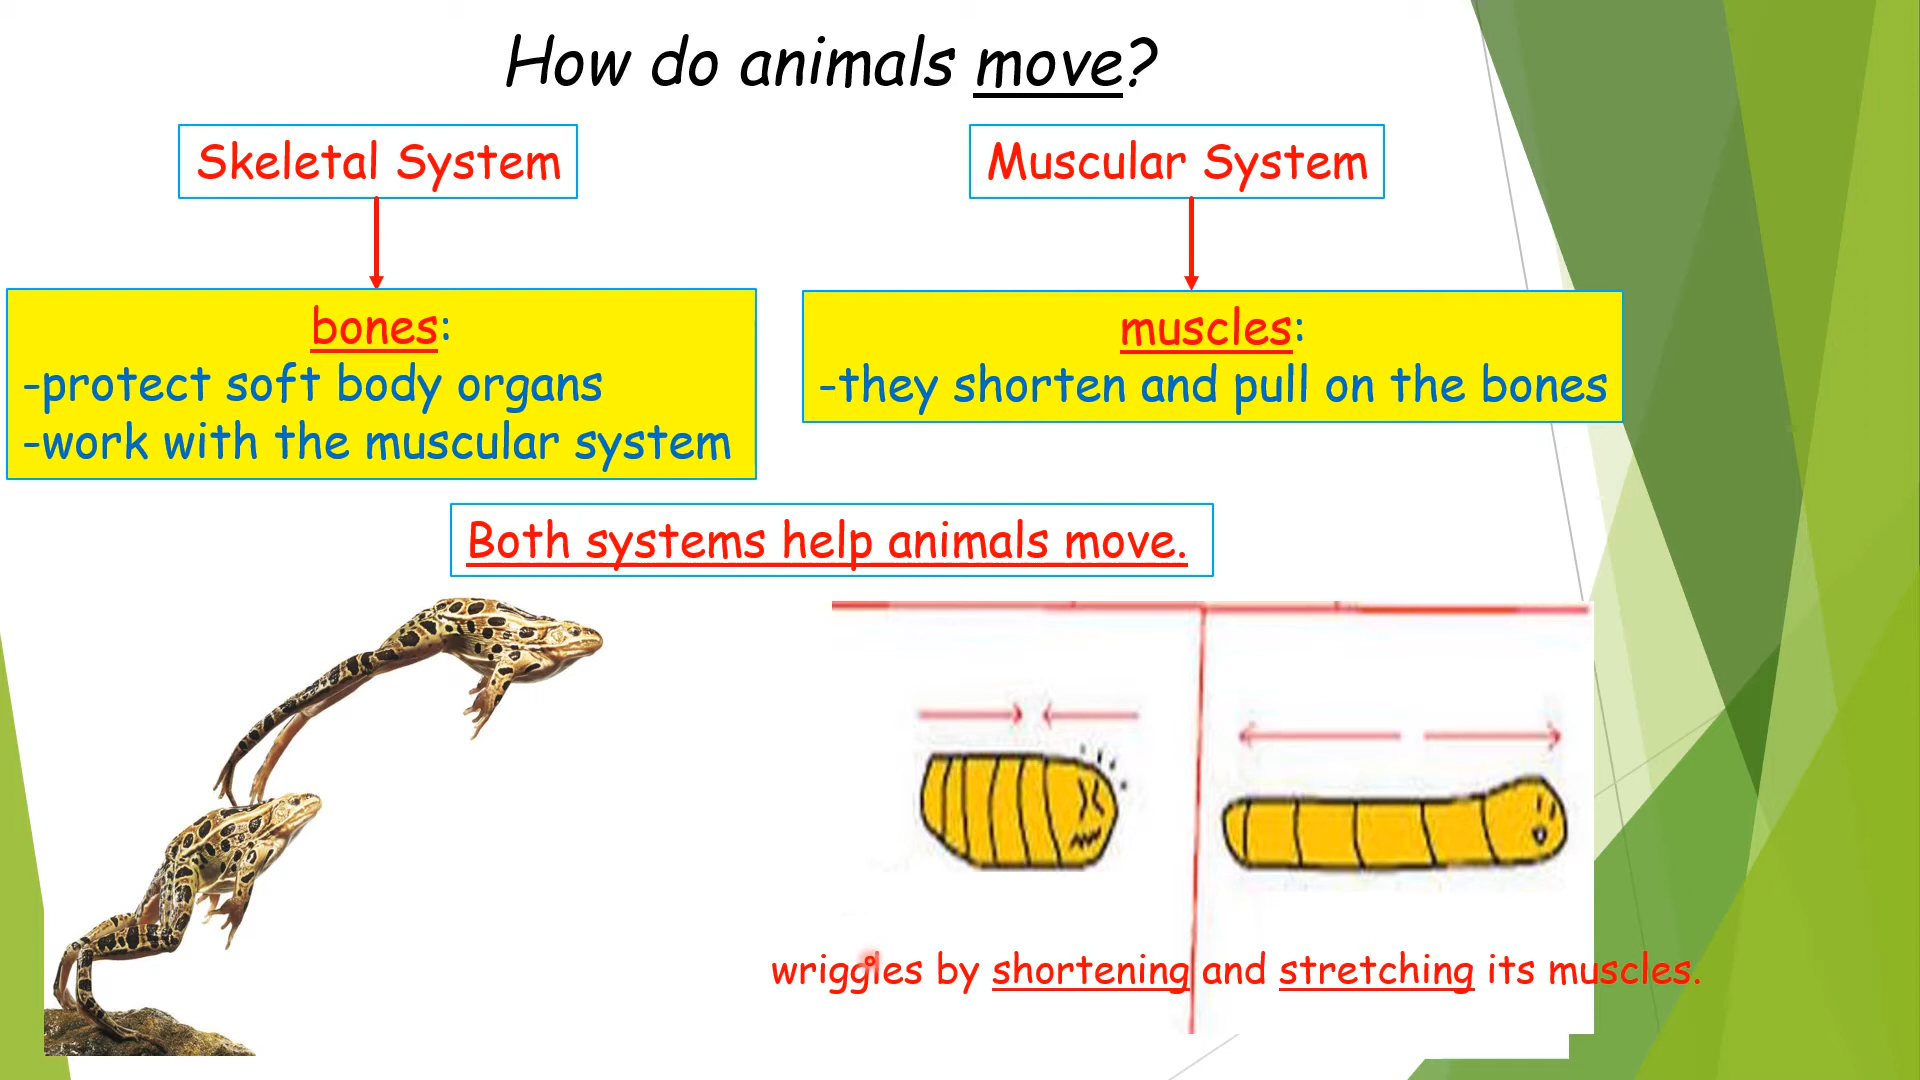 How do animals move?
Skeletal System
Muscular System
bones:
-protect soft body organs
-work with the muscular system
muscles:
-they shorten and pull on the bones
Both systems help animals move.
wriggles by shortening and stretching its muscles.